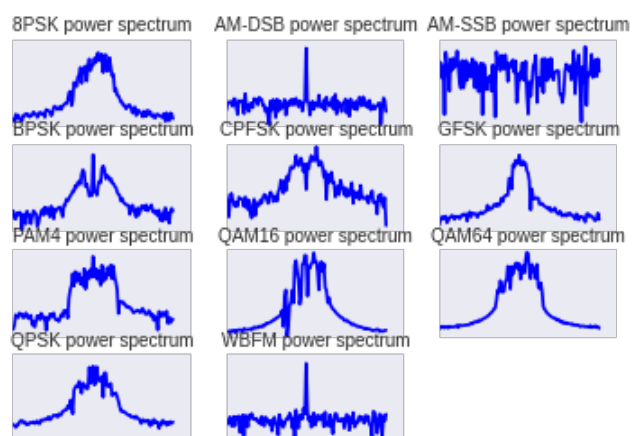 8PSK power spectrum AM-DSB power spectrum AM-SSB power spectrum
BPSK power spectrum CPFSK power spectrum GFSK power spectrum
PAM4 power spectrum QAM16 power spectrum QAM64 power spectrum
QPSK power spectrum WBFM power spectrum